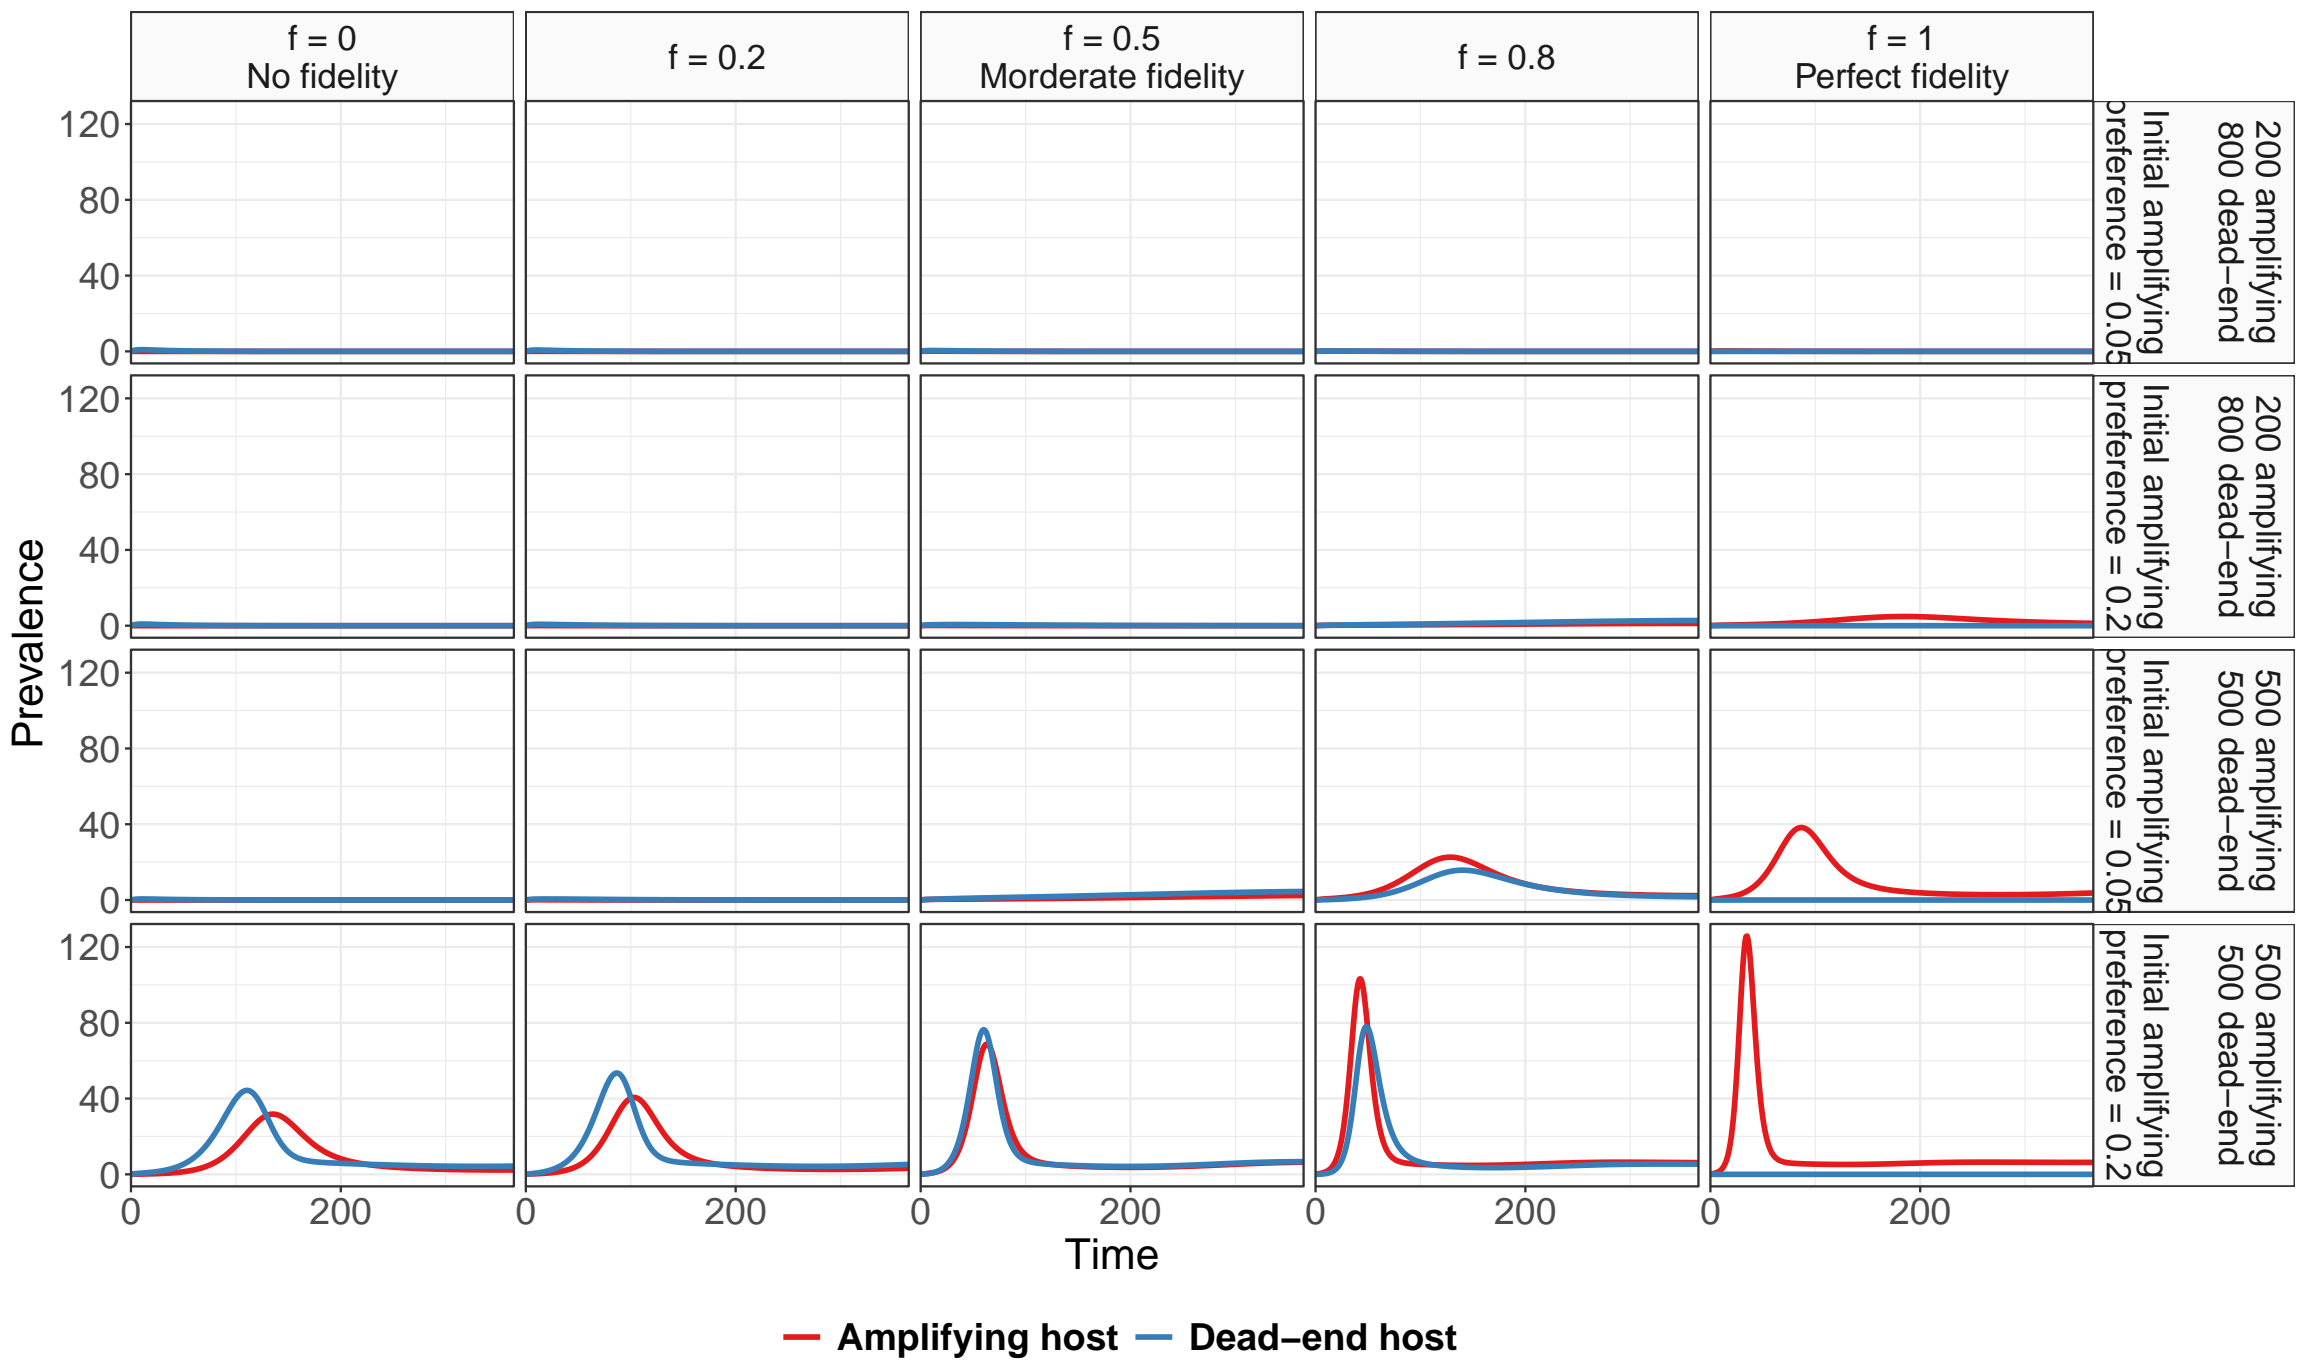 f = 0
No fidelity
f = 0.2
f = 0.5
Morderate fidelity
f = 0.8
f = 1
Perfect fidelity
120
80
40
0
200 amplifying
800 dead−end
Initial amplifying
preference = 0.05
120
80
40
0
200 amplifying
800 dead−end
Initial amplifying
preference = 0.2
120
80
40
0
500 amplifying
500 dead−end
Initial amplifying
preference = 0.05
120
80
40
0
500 amplifying
500 dead−end
Initial amplifying
preference = 0.2
Prevalence
0 200 0 200 0 200 0 200 0 200
Time
Amplifying host Dead−end host